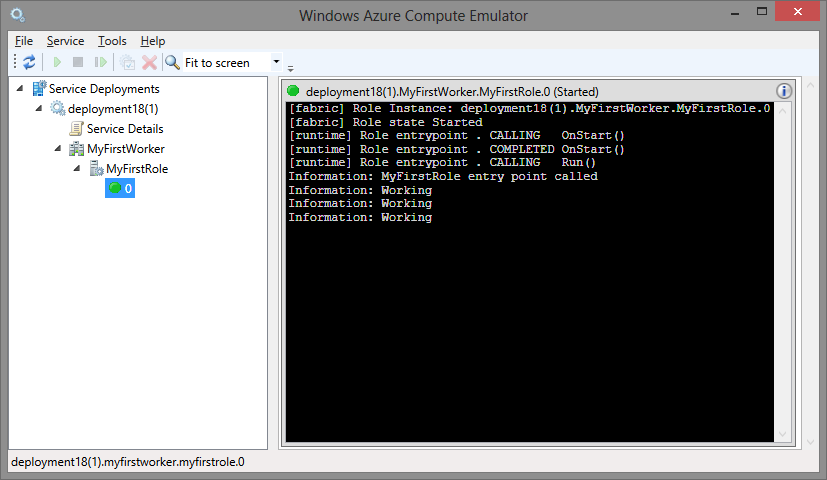 Windows Azure Compute Emulator
File Service Tools Help
Fit to screen
Service Deployments
deployment18(1)
Service Details
MyFirstWorker
MyFirstRole
0
deployment18(1).MyFirstWorker.MyFirstRole.0 (Started)
[fabric] Role Instance: deployment18(1).MyFirstWorker.MyFirstRole.0
[fabric] Role state Started
[runtime] Role entrypoint . CALLING   OnStart()
[runtime] Role entrypoint . COMPLETED OnStart()
[runtime] Role entrypoint . CALLING   Run()
Information: MyFirstRole entry point called
Information: Working
Information: Working
Information: Working
deployment18(1).myfirstworker.myfirstrole.0